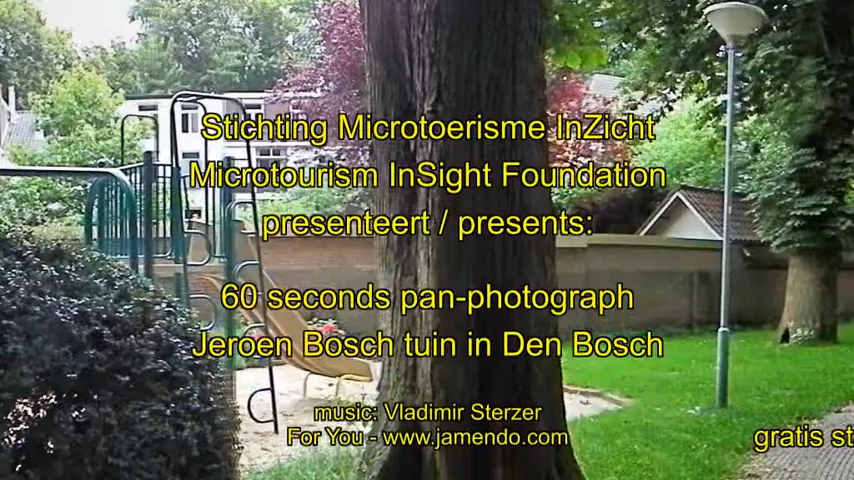 Stichting Microtoerisme InZicht
Microtourism InSight Foundation
presenteert / presents:
60 seconds pan-photograph
Jeroen Bosch tuin in Den Bosch
music: Vladimir Sterzer
For You - www.jamendo.com
gratis st